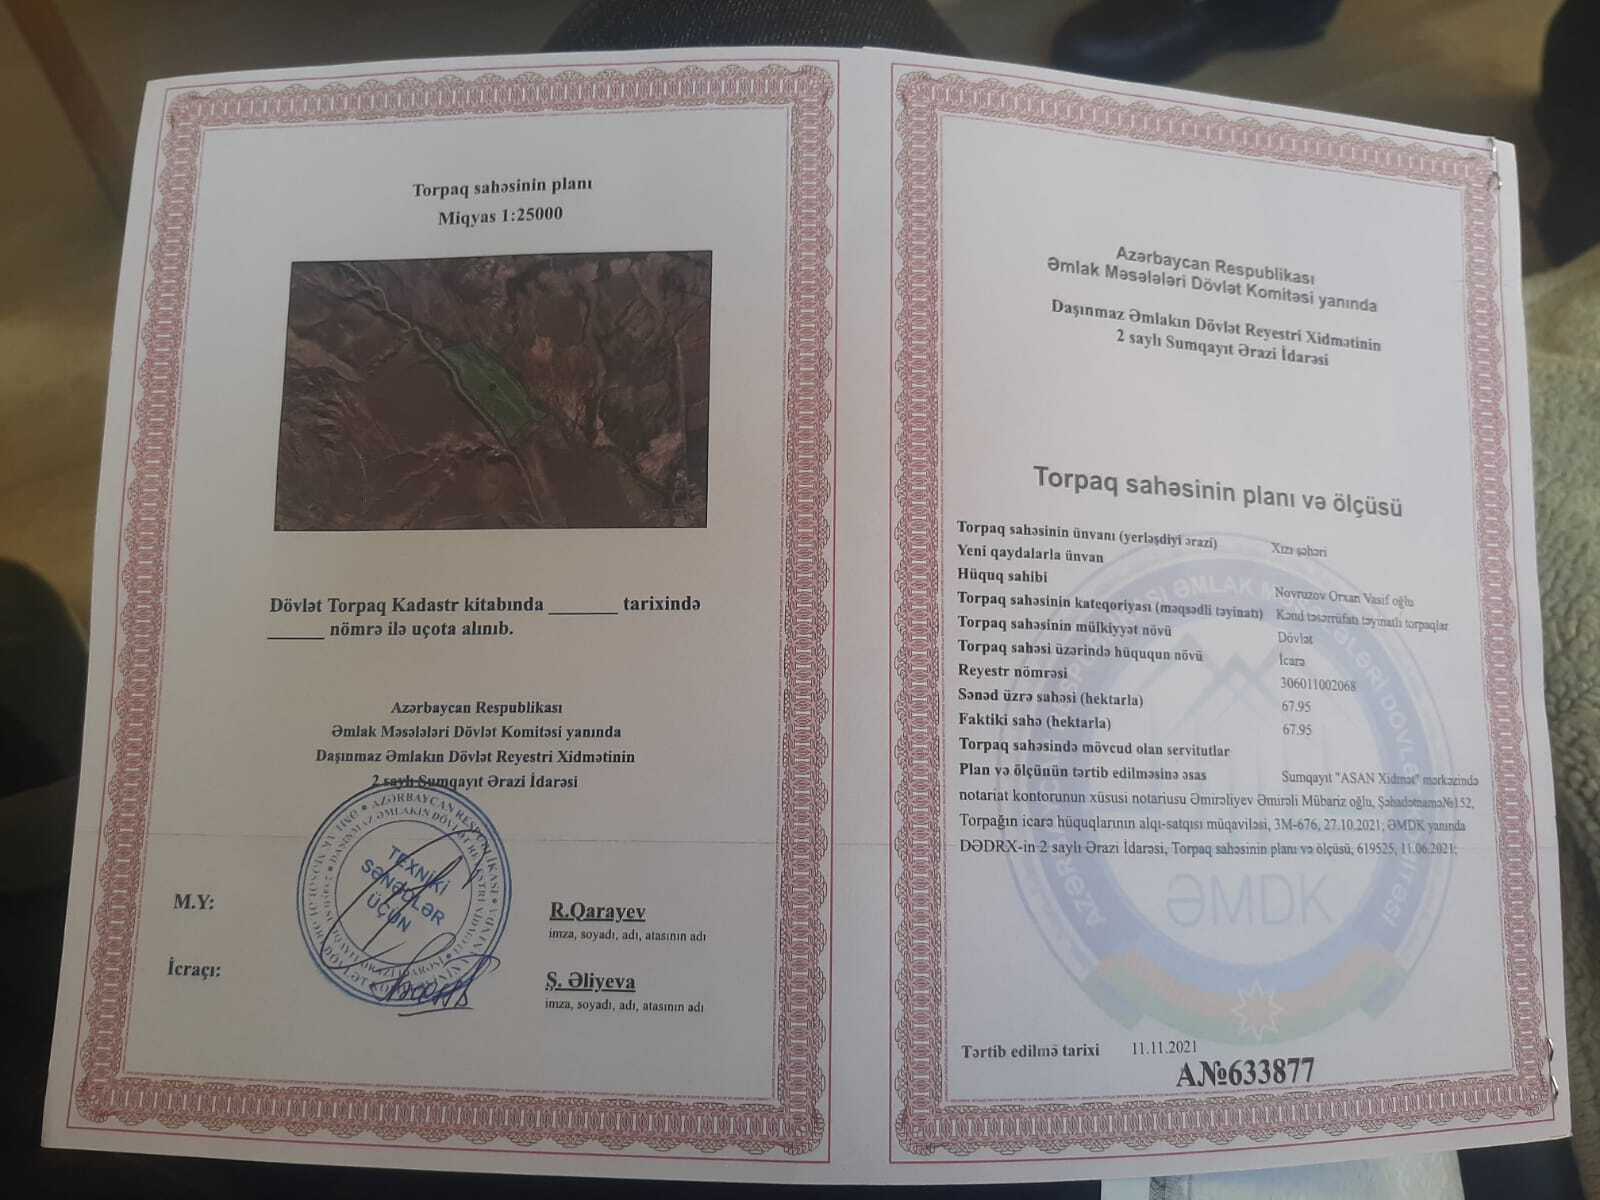 Torpaq sahəsinin planı
Miqyas 1:25000
Dövlət Torpaq Kadastr kitabında _______ tarixində
______ nömrə ilə uçota alınıb.
Azərbaycan Respublikası
Əmlak Məsələləri Dövlət Komitəsi yanında
Daşınmaz Əmlakın Dövlət Reyestri Xidmətinin
2 saylı Sumqayıt Ərazi İdarəsi
TEXNİKİ
SƏNƏDLƏR
ÜÇÜN
M.Y:
R.Qarayev
imza, soyadı, adı, atasının adı
İcraçı:
Ş. Əliyeva
imza, soyadı, adı, atasının adı
Azərbaycan Respublikası
Əmlak Məsələləri Dövlət Komitəsi yanında
Daşınmaz Əmlakın Dövlət Reyestri Xidmətinin
2 saylı Sumqayıt Ərazi İdarəsi
Torpaq sahəsinin planı və ölçüsü
Torpaq sahəsinin ünvanı (yerləşdiyi ərazi) Xızı şəhəri
Yeni qaydalarla ünvan
Hüquq sahibi Novruzov Orxan Vasif oğlu
Torpaq sahəsinin kateqoriyası (məqsədli təyinatı) Kənd təsərrüfatı təyinatlı torpaqlar
Torpaq sahəsinin mülkiyyət növü Dövlət
Torpaq sahəsi üzərində hüququn növü İcarə
Reyestr nömrəsi 306011002068
Sənəd üzrə sahəsi (hektarla) 67.95
Faktiki sahə (hektarla) 67.95
Torpaq sahəsində mövcud olan servitutlar
Plan və ölçünün tərtib edilməsinə əsas Sumqayıt "ASAN Xidmət" mərkəzində
notariat kontorunun xüsusi notariusu Əmirəliyev Əmirəli Mübariz oğlu, Şəhadətnamə№152,
Torpağın icarə hüquqlarının alqı-satqısı müqaviləsi, 3M-676, 27.10.2021; ƏMDK yanında
DƏDRX-in 2 saylı Ərazi İdarəsi, Torpaq sahəsinin planı və ölçüsü, 619525, 11.06.2021;
ƏMDK
Tərtib edilmə tarixi 11.11.2021
A№633877